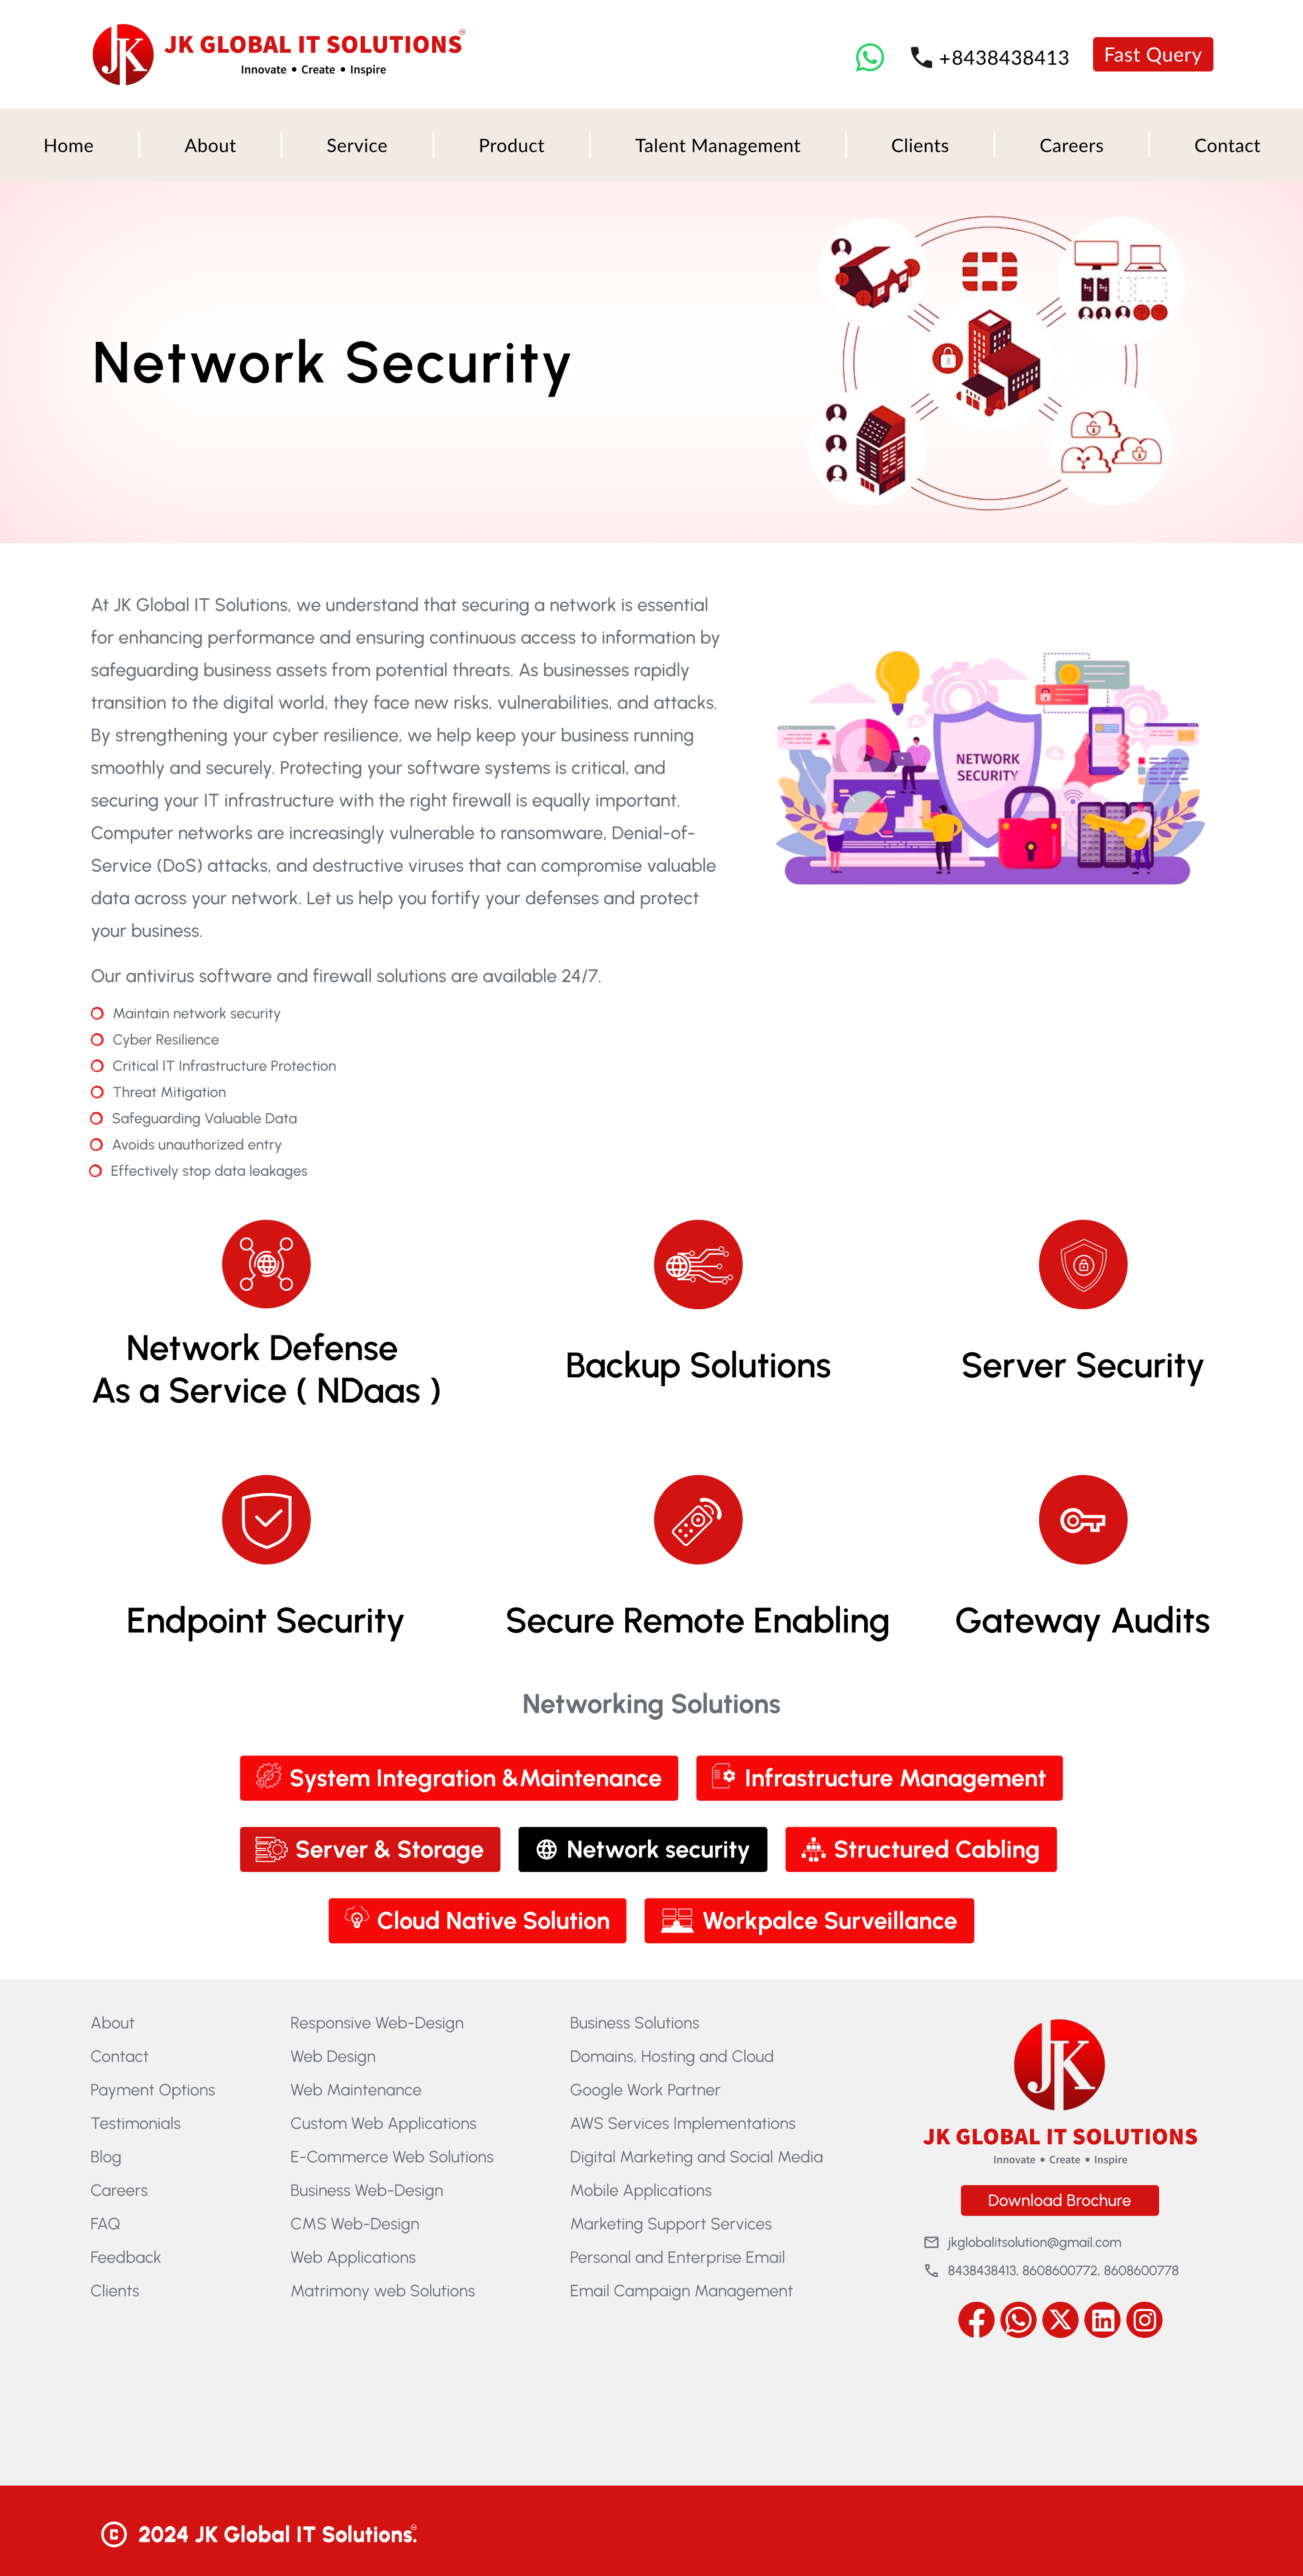 JK GLOBAL IT SOLUTIONS
Innovate • Create • Inspire
+8438438413
Fast Query
Home
About
Service
Product
Talent Management
Clients
Careers
Contact
Network Security
At JK Global IT Solutions, we understand that securing a network is essential
for enhancing performance and ensuring continuous access to information by
safeguarding business assets from potential threats. As businesses rapidly
transition to the digital world, they face new risks, vulnerabilities, and attacks.
By strengthening your cyber resilience, we help keep your business running
smoothly and securely. Protecting your software systems is critical, and
securing your IT infrastructure with the right firewall is equally important.
Computer networks are increasingly vulnerable to ransomware, Denial-of-
Service (DoS) attacks, and destructive viruses that can compromise valuable
data across your network. Let us help you fortify your defenses and protect
your business.
NETWORK
SECURITY
Our antivirus software and firewall solutions are available 24/7.
Maintain network security
Cyber Resilience
Critical IT Infrastructure Protection
Threat Mitigation
Safeguarding Valuable Data
Avoids unauthorized entry
Effectively stop data leakages
Network Defense
As a Service ( NDaas )
Backup Solutions
Server Security
Endpoint Security
Secure Remote Enabling
Gateway Audits
Networking Solutions
System Integration &Maintenance
Infrastructure Management
Server & Storage
Network security
Structured Cabling
Cloud Native Solution
Workpalce Surveillance
About
Contact
Payment Options
Testimonials
Blog
Careers
FAQ
Feedback
Clients
Responsive Web-Design
Web Design
Web Maintenance
Custom Web Applications
E-Commerce Web Solutions
Business Web-Design
CMS Web-Design
Web Applications
Matrimony web Solutions
Business Solutions
Domains, Hosting and Cloud
Google Work Partner
AWS Services Implementations
Digital Marketing and Social Media
Mobile Applications
Marketing Support Services
Personal and Enterprise Email
Email Campaign Management
JK
JK GLOBAL IT SOLUTIONS
Innovate • Create • Inspire
Download Brochure
jkglobalitsolution@gmail.com
8438438413, 8608600772, 8608600778
© 2024 JK Global IT Solutions.